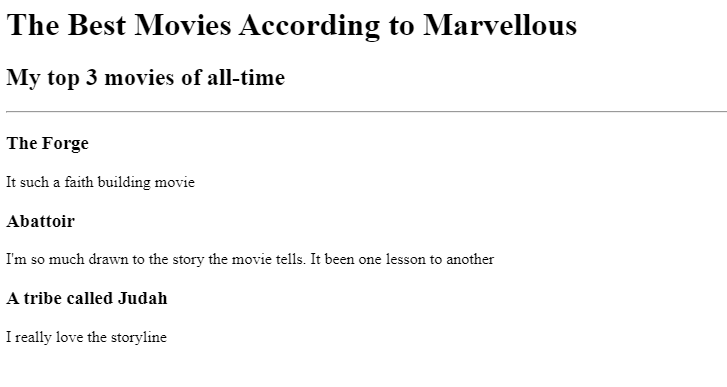 The Best Movies According to Marvellous
My top 3 movies of all-time
The Forge
It such a faith building movie
Abattoir
I'm so much drawn to the story the movie tells. It been one lesson to another
A tribe called Judah
I really love the storyline